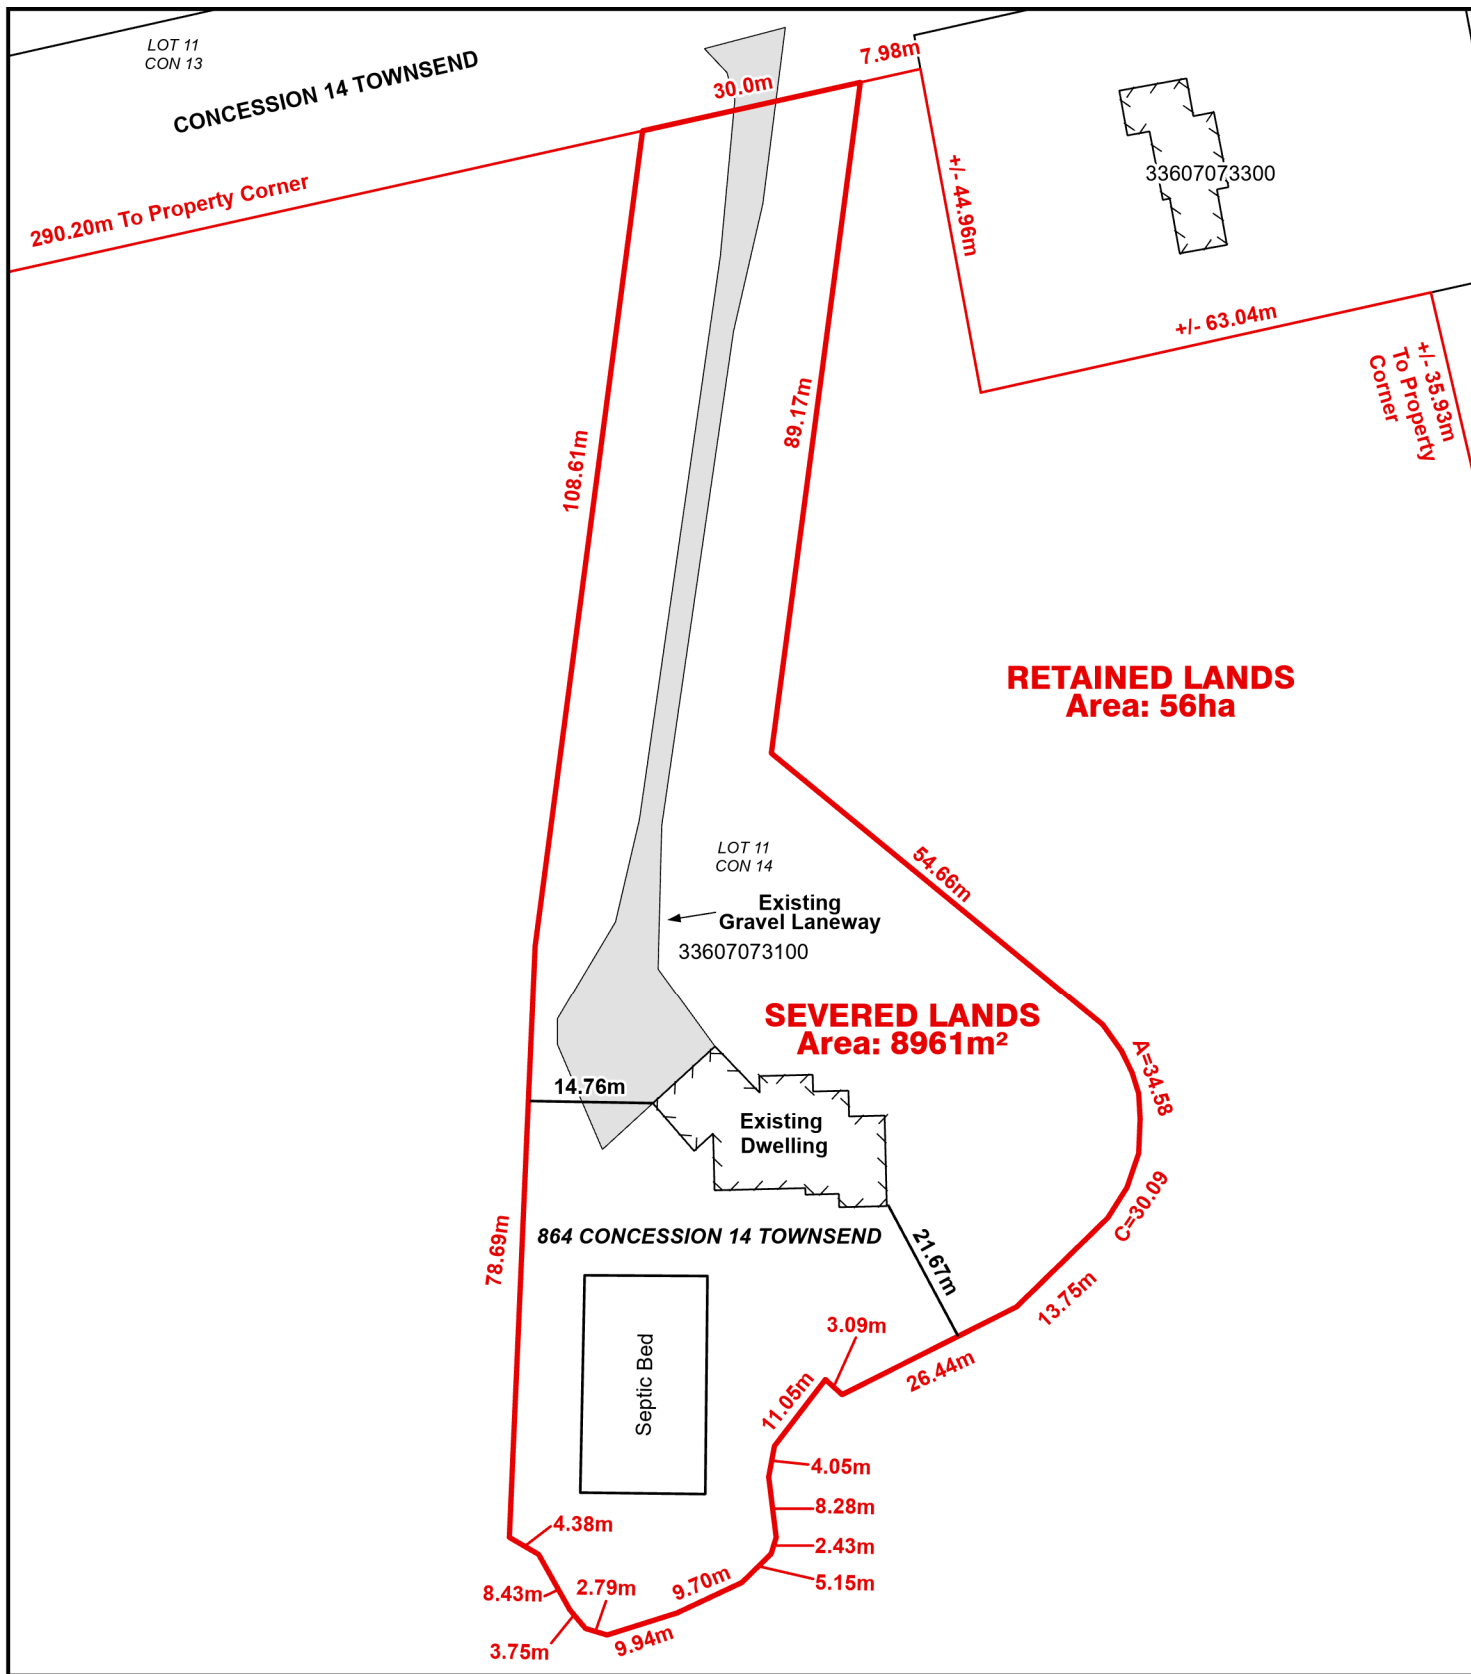 LOT 11
CON 13
CONCESSION 14 TOWNSEND
30.0m
7.98m
290.20m To Property Corner
+/- 44.96m
33607073300
+/- 63.04m
+/- 35.93m
To Property
Corner
108.61m
89.17m
RETAINED LANDS
Area: 56ha
LOT 11
CON 14
54.66m
Existing
Gravel Laneway
33607073100
SEVERED LANDS
Area: 8961m²
A=34.58
14.76m
Existing
Dwelling
C=30.09
78.69m
864 CONCESSION 14 TOWNSEND
21.67m
13.75m
3.09m
26.44m
Septic Bed
11.05m
4.05m
8.28m
4.38m
2.43m
5.15m
8.43m
2.79m
9.70m
3.75m
9.94m